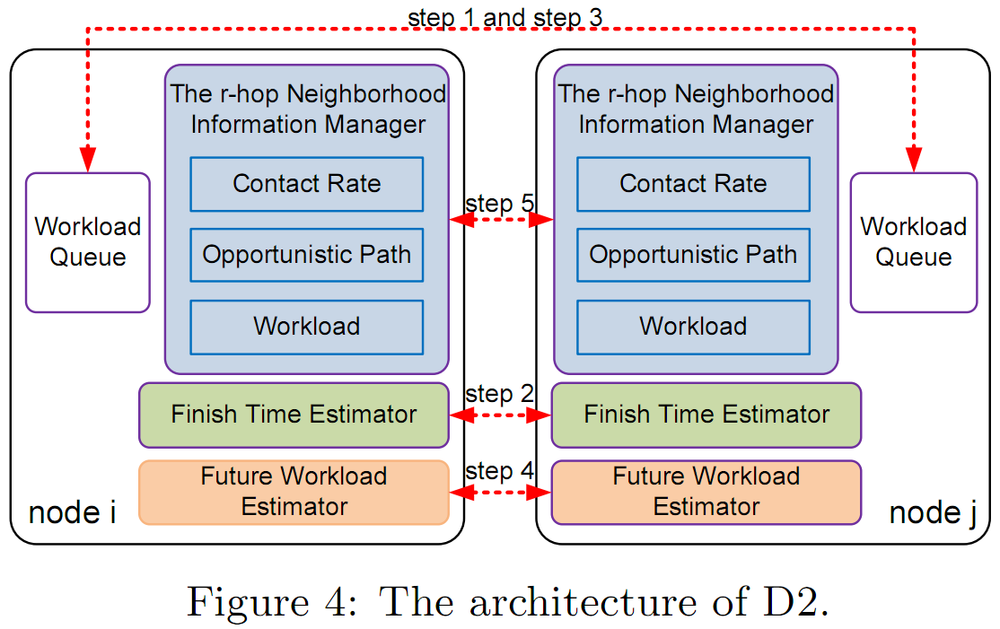 step 1 and step 3
The r-hop Neighborhood
Information Manager
Contact Rate
Opportunistic Path
Workload
Workload
Queue
Finish Time Estimator
Future Workload
Estimator
node i
step 5
step 2
step 4
The r-hop Neighborhood
Information Manager
Contact Rate
Opportunistic Path
Workload
Workload
Queue
Finish Time Estimator
Future Workload
Estimator
node j
Figure 4: The architecture of D2.